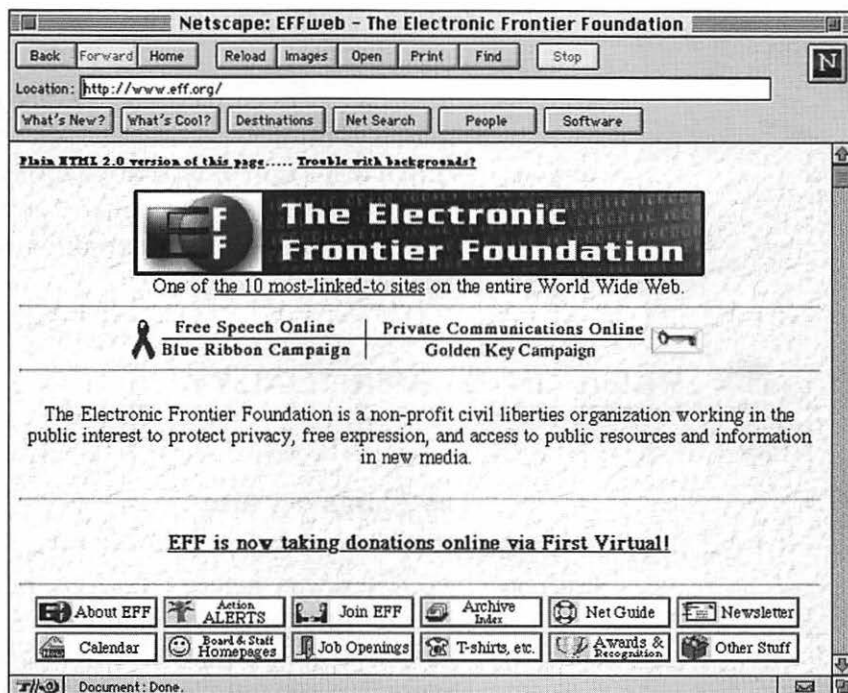 Netscape: EFFweb - The Electronic Frontier Foundation
Back Forward Home Reload Images Open Print Find Stop
N
Location: http://www.eff.org/
What's New? What's Cool? Destinations Net Search People Software
Plain HTML 2.0 version of this page..... Trouble with backgrounds?
E F F
The Electronic
Frontier Foundation
One of the 10 most-linked-to sites on the entire World Wide Web.
Free Speech Online
Blue Ribbon Campaign
Private Communications Online
Golden Key Campaign
The Electronic Frontier Foundation is a non-profit civil liberties organization working in the
public interest to protect privacy, free expression, and access to public resources and information
in new media.
EFF is now taking donations online via First Virtual!
About EFF Action ALERTS Join EFF Archive Index Net Guide Newsletter
Calendar Board & Staff Homepages Job Openings T-shirts, etc. Awards & Recognition Other Stuff
Document: Done.